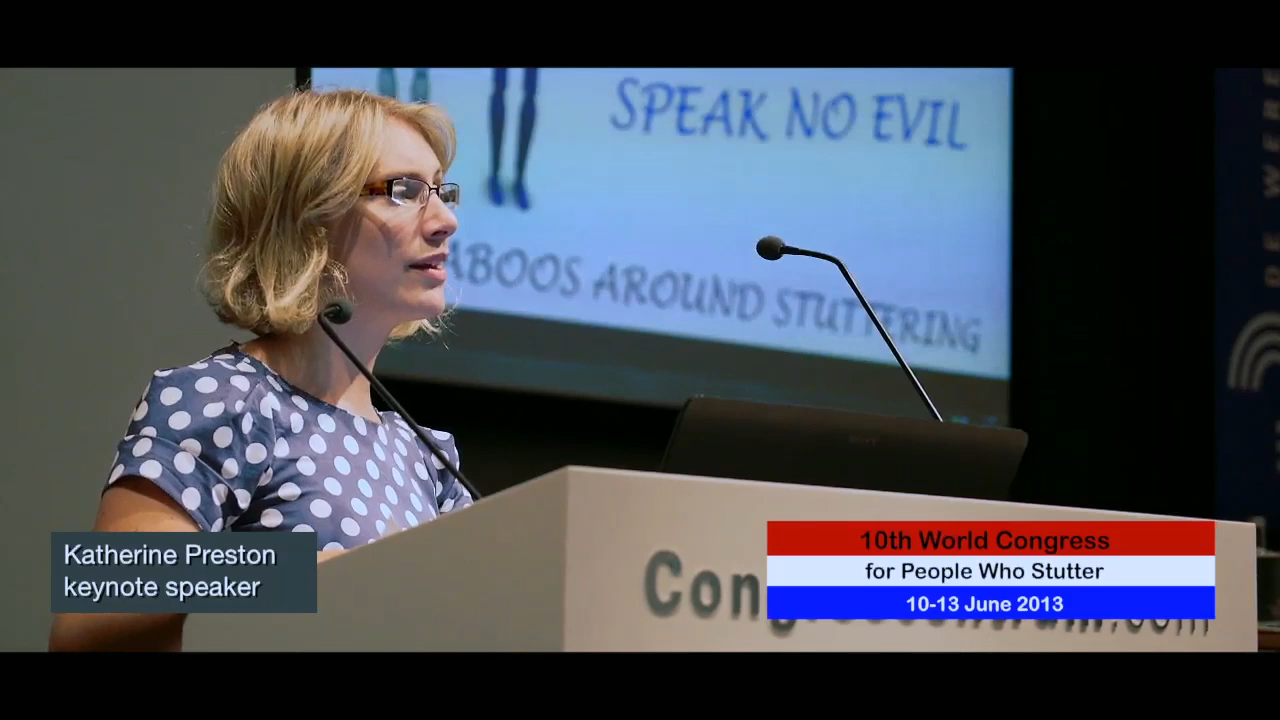 SPEAK NO EVIL
ABOOS AROUND STUTTERING
Katherine Preston
keynote speaker
10th World Congress
for People Who Stutter
10-13 June 2013
Con
.com